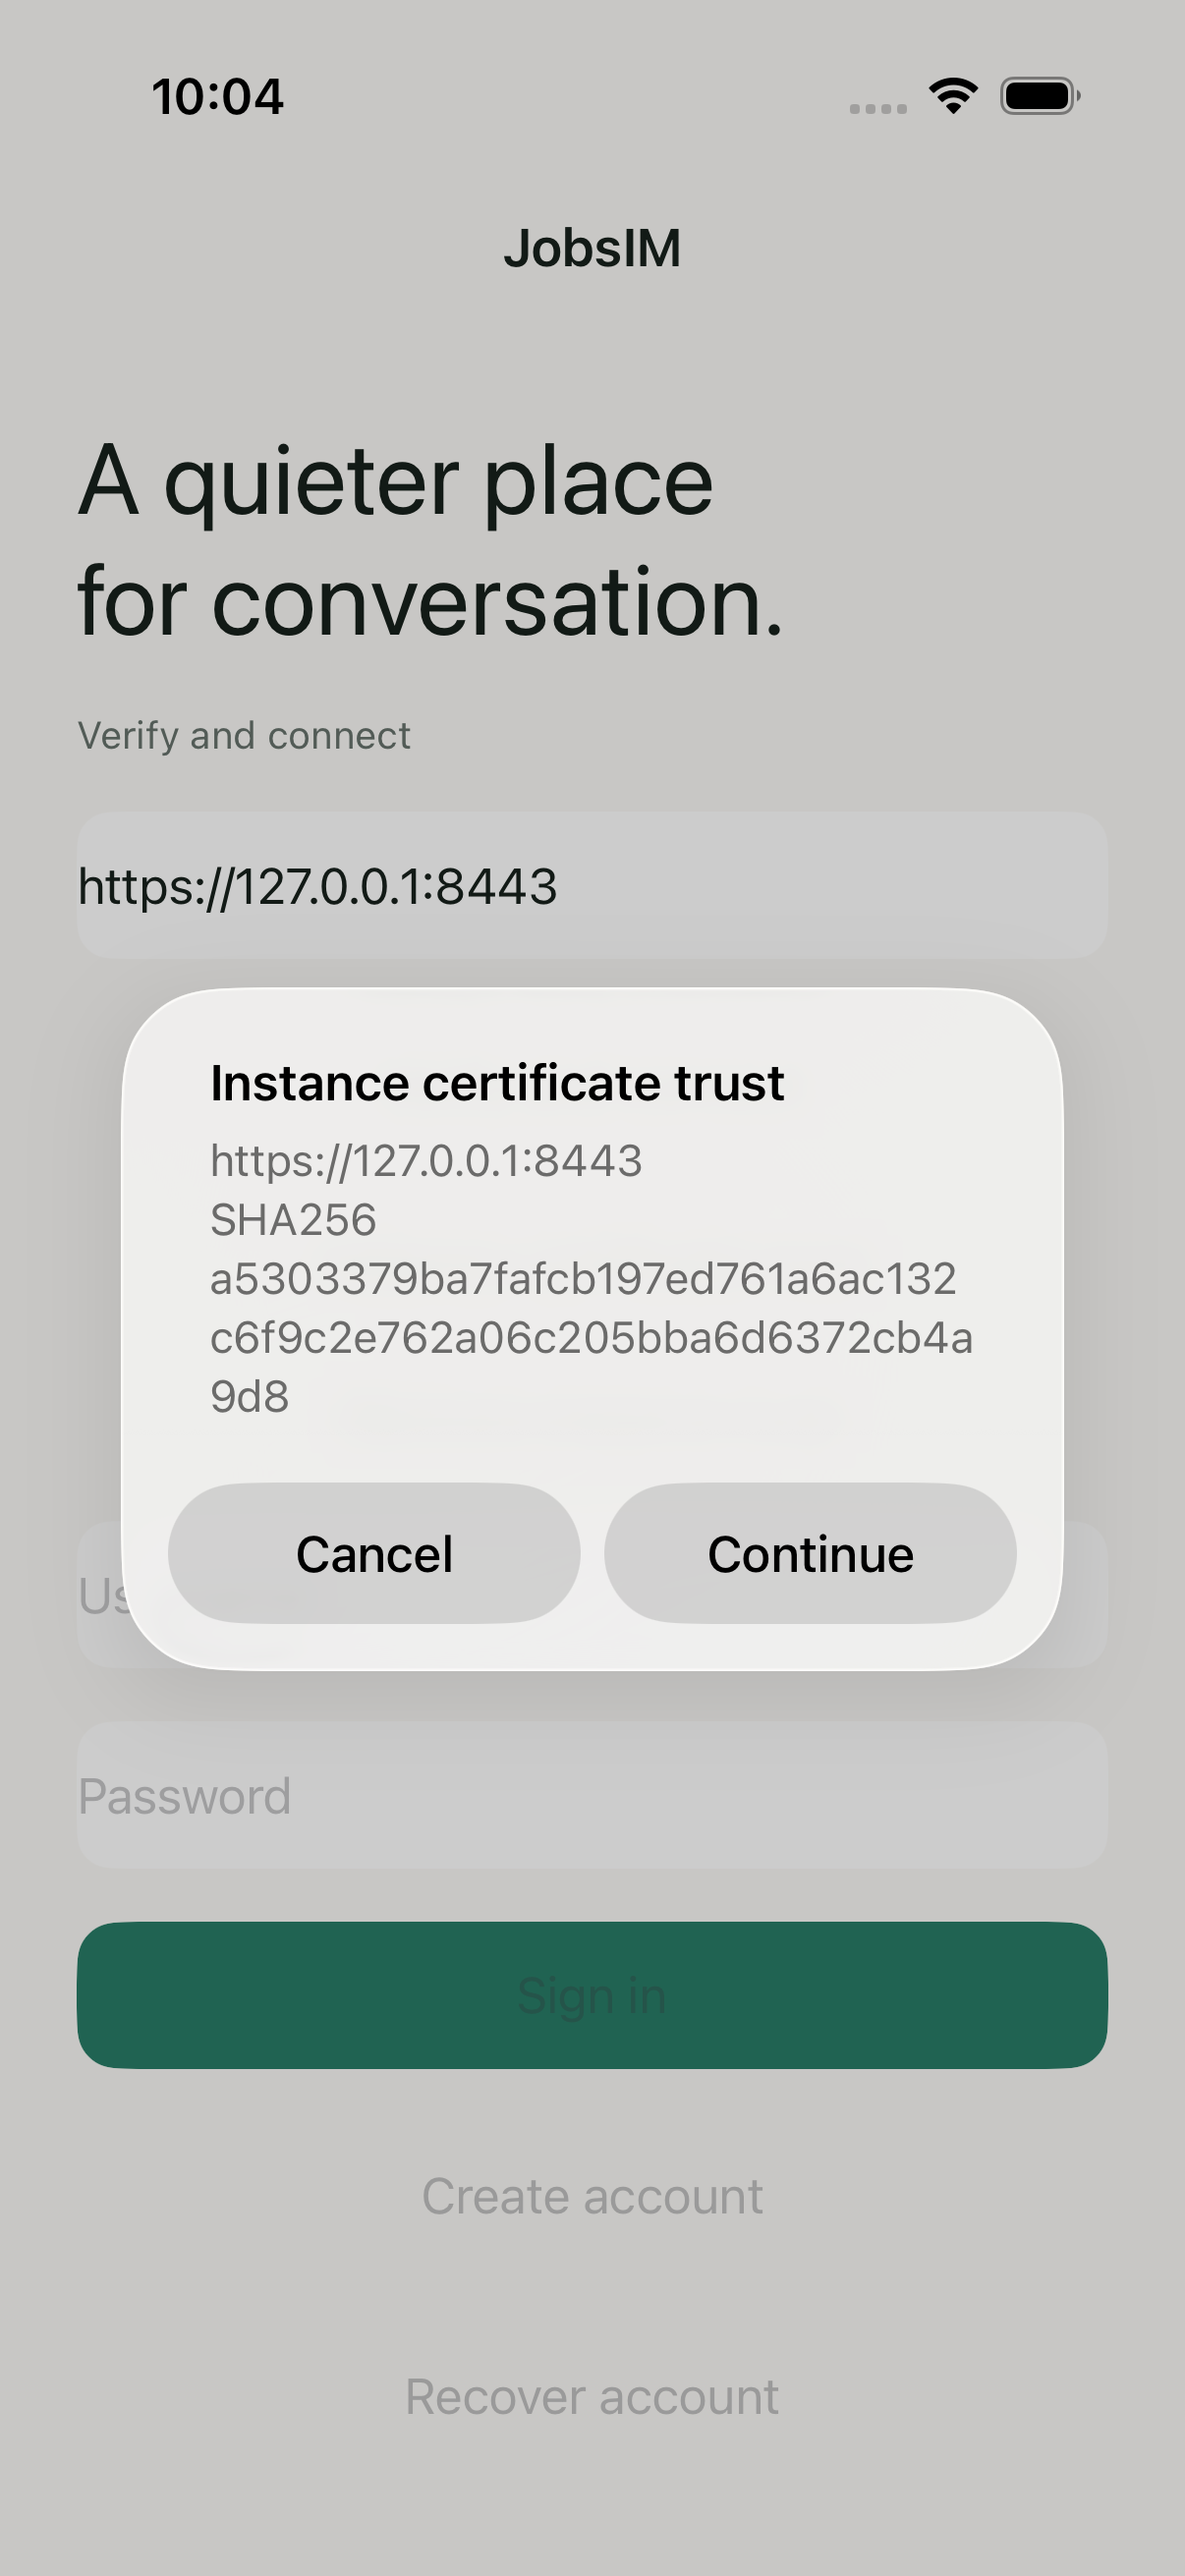 10:04
JobsIM
A quieter place
for conversation.
Verify and connect
https://127.0.0.1:8443
Instance certificate trust
https://127.0.0.1:8443
SHA256
a5303379ba7fafcb197ed761a6ac132
c6f9c2e762a06c205bba6d6372cb4a
9d8
Cancel
Continue
Password
Sign in
Create account
Recover account